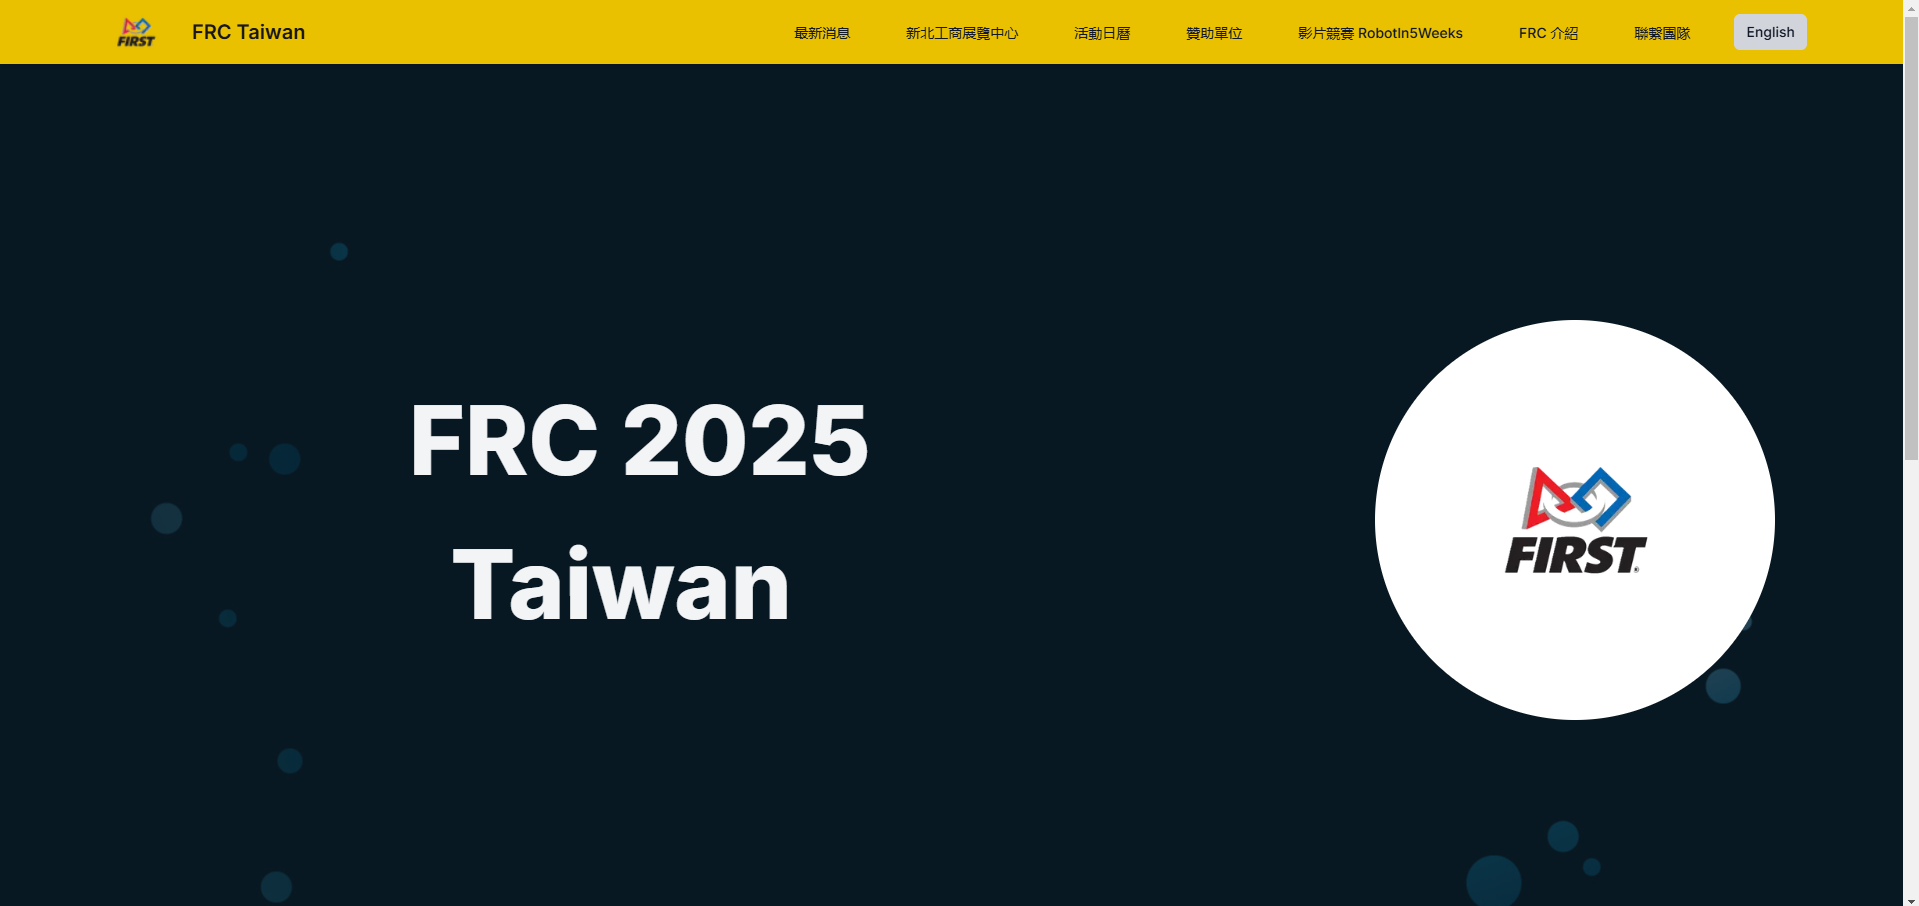 FIRST
FRC Taiwan
最新消息
新北工商展覽中心
活動日曆
贊助單位
影片競賽 RobotIn5Weeks
FRC 介紹
聯繫團隊
English
FRC 2025
Taiwan
FIRST®